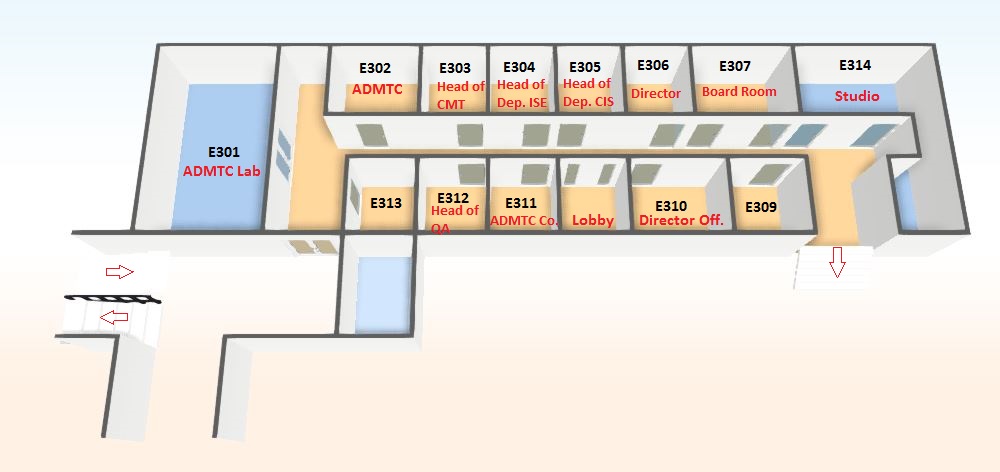 E302
ADMTC
E303
Head of
CMT
E304
Head of
Dep. ISE
E305
Head of
Dep. CIS
E306
Director
E307
Board Room
E314
Studio
E301
ADMTC Lab
E313
E312
Head of
QA
E311
ADMTC Co.
Lobby
E310
Director Off.
E309